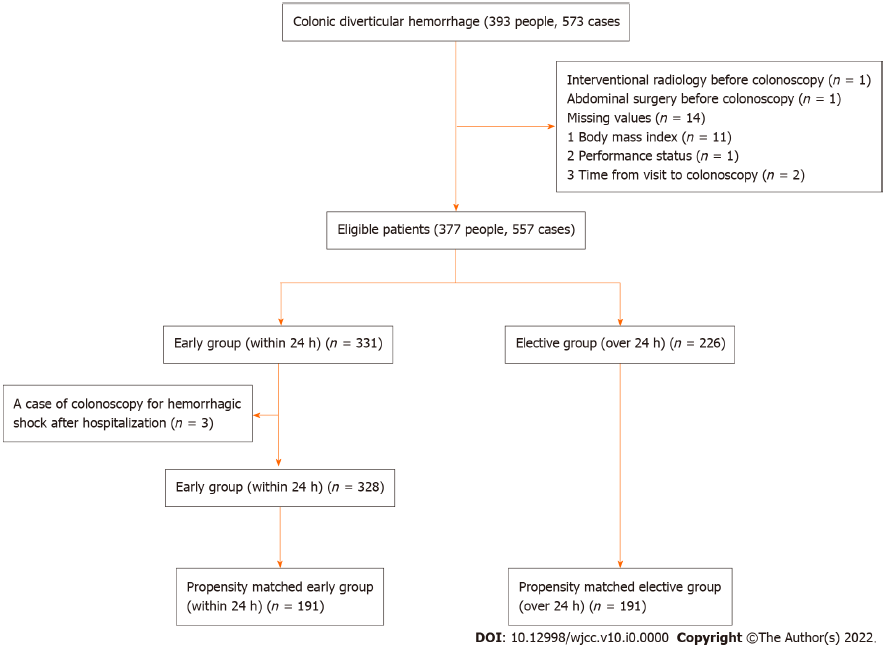 Colonic diverticular hemorrhage (393 people, 573 cases
Interventional radiology before colonoscopy (n = 1)
Abdominal surgery before colonoscopy (n = 1)
Missing values (n = 14)
1 Body mass index (n = 11)
2 Performance status (n = 1)
3 Time from visit to colonoscopy (n = 2)
Eligible patients (377 people, 557 cases)
Early group (within 24 h) (n = 331)
Elective group (over 24 h) (n = 226)
A case of colonoscopy for hemorrhagic
shock after hospitalization (n = 3)
Early group (within 24 h) (n = 328)
Propensity matched early group
(within 24 h) (n = 191)
Propensity matched elective group
(over 24 h) (n = 191)
DOI: 10.12998/wjcc.v10.i0.0000 Copyright ©The Author(s) 2022.